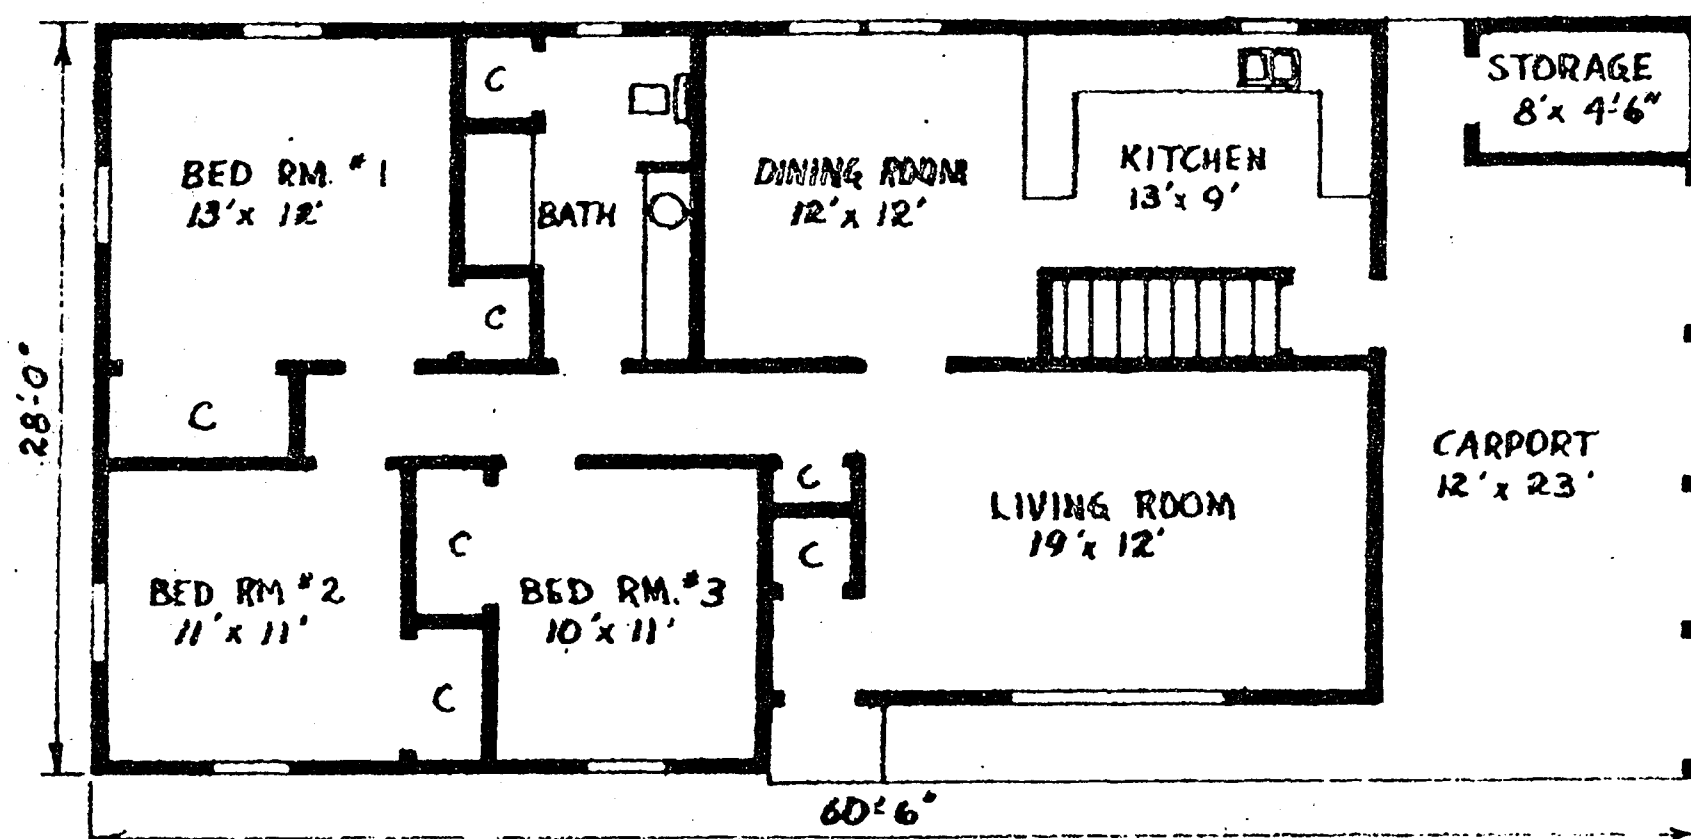 C
STORAGE
8'x 4'-6"
BED RM. #1
13'x 12'
BATH
DINING ROOM
12'x 12'
KITCHEN
13'x 9'
C
28'-0"
C
CARPORT
12'x 23'
C
LIVING ROOM
19'x 12'
C
C
BED RM #2
11'x 11'
BED RM. #3
10'x 11'
C
60'-6"